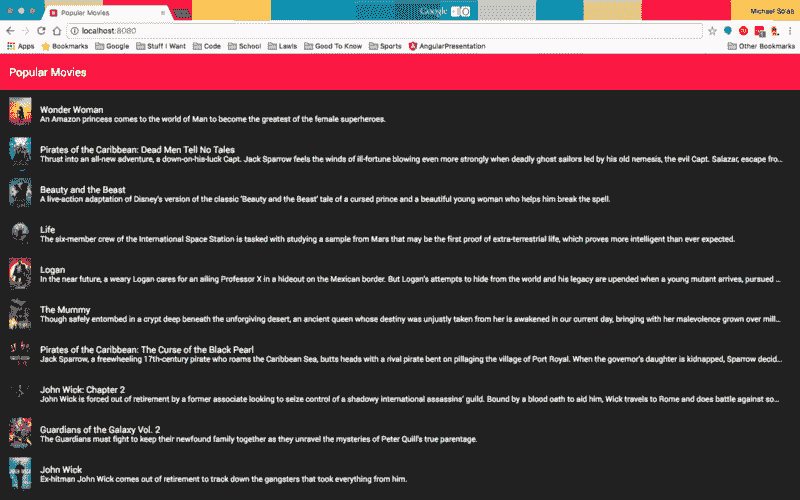 Popular Movies
Google
Michael Solati
localhost:8080
Apps Bookmarks Google Stuff I Want Code School Lawls Good To Know Sports AngularPresentation Other Bookmarks
Popular Movies
Wonder Woman
An Amazon princess comes to the world of Man to become the greatest of the female superheroes.
Pirates of the Caribbean: Dead Men Tell No Tales
Thrust into an all-new adventure, a down-on-his-luck Capt. Jack Sparrow feels the winds of ill-fortune blowing even more strongly when deadly ghost sailors led by his old nemesis, the evil Capt. Salazar, escape fro...
Beauty and the Beast
A live-action adaptation of Disney's version of the classic 'Beauty and the Beast' tale of a cursed prince and a beautiful young woman who helps him break the spell.
Life
The six-member crew of the International Space Station is tasked with studying a sample from Mars that may be the first proof of extra-terrestrial life, which proves more intelligent than ever expected.
Logan
In the near future, a weary Logan cares for an ailing Professor X in a hideout on the Mexican border. But Logan's attempts to hide from the world and his legacy are upended when a young mutant arrives, pursued ...
The Mummy
Though safely entombed in a crypt deep beneath the unforgiving desert, an ancient queen whose destiny was unjustly taken from her is awakened in our current day, bringing with her malevolence grown over mill...
Pirates of the Caribbean: The Curse of the Black Pearl
Jack Sparrow, a freewheeling 17th-century pirate who roams the Caribbean Sea, butts heads with a rival pirate bent on pillaging the village of Port Royal. When the governor's daughter is kidnapped, Sparrow decid...
John Wick: Chapter 2
John Wick is forced out of retirement by a former associate looking to seize control of a shadowy international assassins' guild. Bound by a blood oath to aid him, Wick travels to Rome and does battle against so...
Guardians of the Galaxy Vol. 2
The Guardians must fight to keep their newfound family together as they unravel the mysteries of Peter Quill's true parentage.
John Wick
Ex-hitman John Wick comes out of retirement to track down the gangsters that took everything from him.